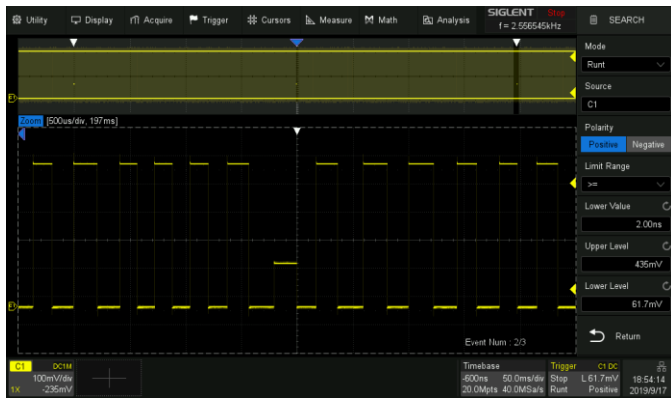 Utility Display Acquire Trigger Cursors Measure Math Analysis SIGLENT Stop
f = 2.556545kHz
SEARCH
Mode
Runt
Source
C1
Polarity
Positive Negative
Limit Range
>=
Lower Value
2.00ns
Upper Level
435mV
Lower Level
61.7mV
Return
Zoom [500us/div, 197ms]
Event Num : 2/3
C1 DC1M
100mV/div
1X -235mV
Timebase
-600ns 50.0ms/div
20.0Mpts 40.0MSa/s
Trigger C1 DC
Stop L 61.7mV
Runt Positive
18:54:14
2019/9/17